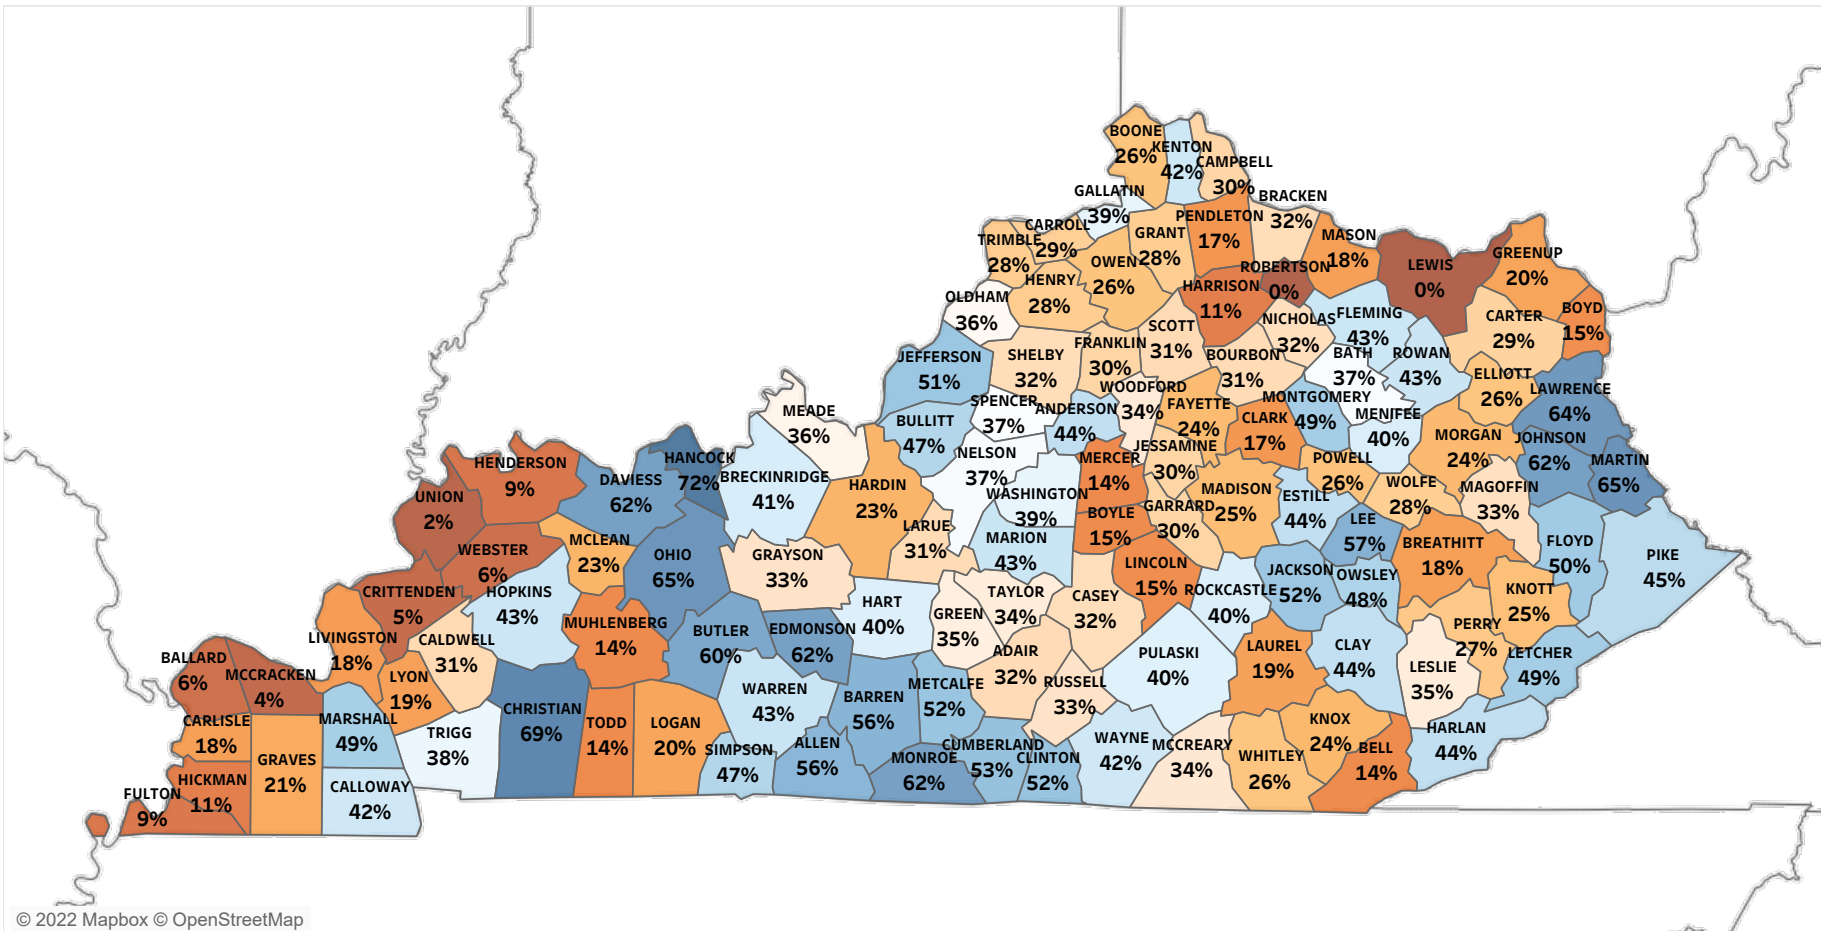 BOONE
26%
KENTON
42%
CAMPBELL
30%
GALLATIN
39%
BRACKEN
32%
CARROLL
29%
TRIMBLE
28%
GRANT
28%
PENDLETON
17%
MASON
18%
OWEN
26%
HENRY
28%
ROBERTSON
0%
LEWIS
0%
GREENUP
20%
HARRISON
11%
OLDHAM
36%
BOYD
15%
CARTER
29%
FLEMING
43%
NICHOLAS
32%
SCOTT
31%
FRANKLIN
30%
SHELBY
32%
JEFFERSON
51%
BOURBON
31%
BATH
37%
ROWAN
43%
ELLIOTT
26%
LAWRENCE
64%
WOODFORD
34%
FAYETTE
24%
MONTGOMERY
49%
MENIFEE
40%
SPENCER
37%
ANDERSON
44%
MEADE
36%
BULLITT
47%
CLARK
17%
MORGAN
24%
JOHNSON
62%
MARTIN
65%
JESSAMINE
30%
MERCER
14%
NELSON
37%
POWELL
26%
WOLFE
28%
MAGOFFIN
33%
HENDERSON
9%
DAVIESS
62%
HANCOCK
72%
BRECKINRIDGE
41%
HARDIN
23%
WASHINGTON
39%
MADISON
25%
ESTILL
44%
UNION
2%
GARRARD
30%
BOYLE
15%
LEE
57%
LARUE
31%
MARION
43%
BREATHITT
18%
FLOYD
50%
PIKE
45%
WEBSTER
6%
MCLEAN
23%
OHIO
65%
GRAYSON
33%
LINCOLN
15%
JACKSON
52%
OWSLEY
48%
CRITTENDEN
5%
HOPKINS
43%
HART
40%
TAYLOR
34%
CASEY
32%
ROCKCASTLE
40%
KNOTT
25%
GREEN
35%
MUHLENBERG
14%
BUTLER
60%
EDMONSON
62%
PERRY
27%
LIVINGSTON
18%
CALDWELL
31%
ADAIR
32%
PULASKI
40%
LAUREL
19%
CLAY
44%
LESLIE
35%
LETCHER
49%
BALLARD
6%
MCCRACKEN
4%
LYON
19%
RUSSELL
33%
METCALFE
52%
WARREN
43%
BARREN
56%
CHRISTIAN
69%
CARLISLE
18%
MARSHALL
49%
TRIGG
38%
TODD
14%
LOGAN
20%
SIMPSON
47%
ALLEN
56%
MONROE
62%
CUMBERLAND
53%
CLINTON
52%
WAYNE
42%
MCCREARY
34%
WHITLEY
26%
KNOX
24%
BELL
14%
HARLAN
44%
GRAVES
21%
HICKMAN
11%
FULTON
9%
CALLOWAY
42%
© 2022 Mapbox © OpenStreetMap